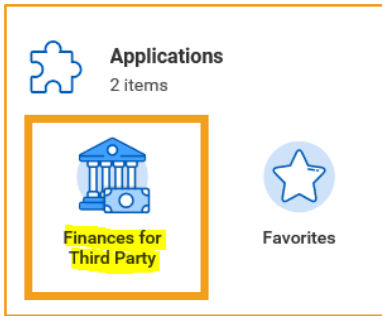 Applications
2 items
Finances for
Third Party
Favorites